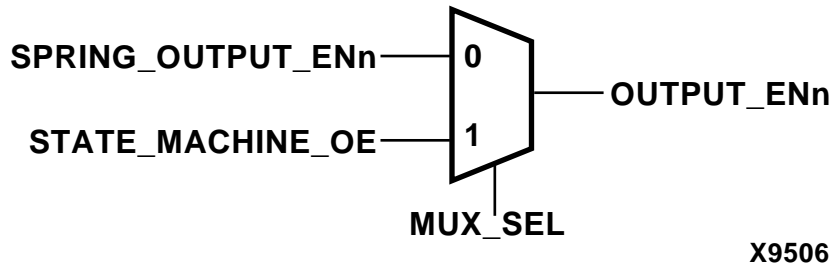 SPRING_OUTPUT_ENn
0
OUTPUT_ENn
STATE_MACHINE_OE
1
MUX_SEL
X9506